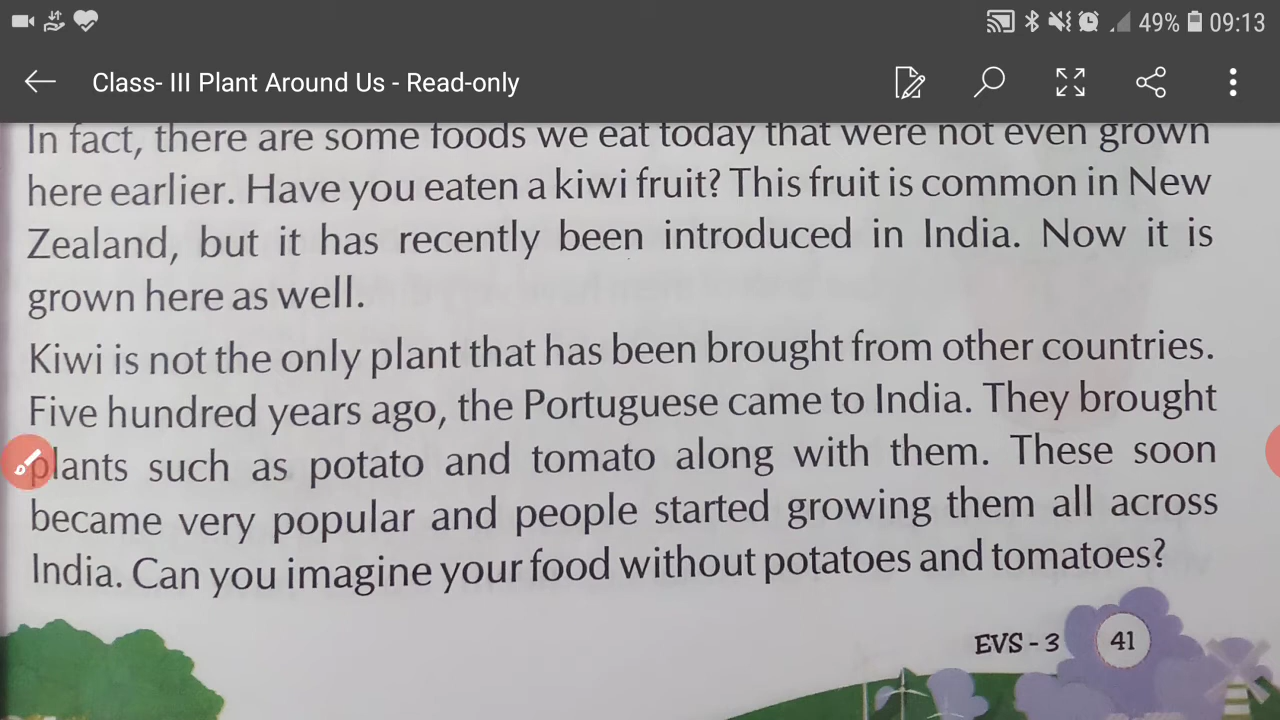 49% 09:13
Class- III Plant Around Us - Read-only
In fact, there are some foods we eat today that were not even grown
here earlier. Have you eaten a kiwi fruit? This fruit is common in New
Zealand, but it has recently been introduced in India. Now it is
grown here as well.
Kiwi is not the only plant that has been brought from other countries.
Five hundred years ago, the Portuguese came to India. They brought
plants such as potato and tomato along with them. These soon
became very popular and people started growing them all across
India. Can you imagine your food without potatoes and tomatoes?
EVS - 3 41